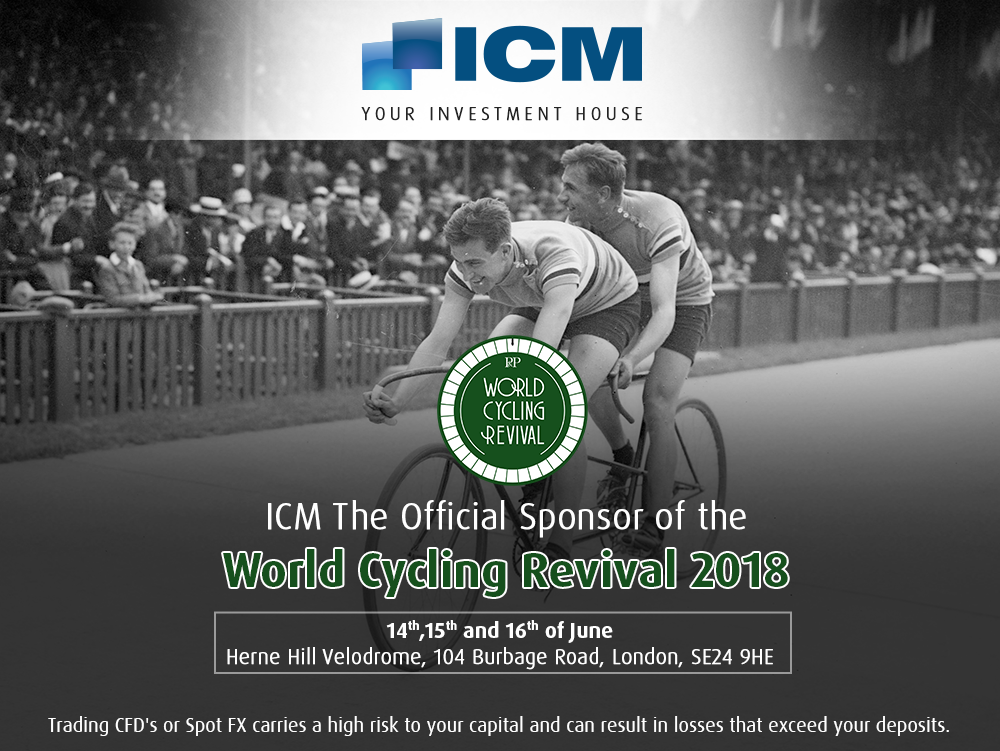 ICM
YOUR INVESTMENT HOUSE
RP
WORLD
CYCLING
REVIVAL
ICM The Official Sponsor of the
World Cycling Revival 2018
14th,15th and 16th of June
Herne Hill Velodrome, 104 Burbage Road, London, SE24 9HE
Trading CFD's or Spot FX carries a high risk to your capital and can result in losses that exceed your deposits.